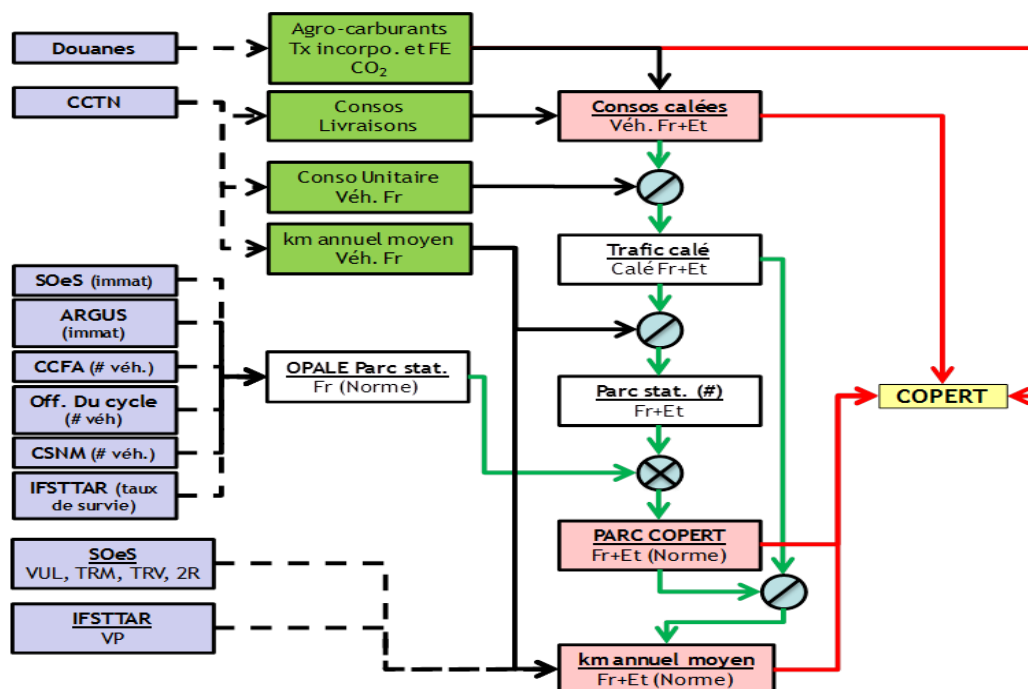 Douanes
CCTN
SOeS (immat)
ARGUS
(immat)
CCFA (# véh.)
Off. Du cycle
(# véh)
CSNM (# véh.)
IFSTTAR (taux
de survie)
SOeS
VUL, TRM, TRV, 2R
IFSTTAR
VP
Agro-carburants
Tx incorpo. et FE
CO₂
Consos
Livraisons
Conso Unitaire
Véh. Fr
km annuel moyen
Véh. Fr
OPALE Parc stat.
Fr (Norme)
Consos calées
Véh. Fr+Et
Trafic calé
Calé Fr+Et
Parc stat. (#)
Fr+Et
PARC COPERT
Fr+Et (Norme)
km annuel moyen
Fr+Et (Norme)
COPERT